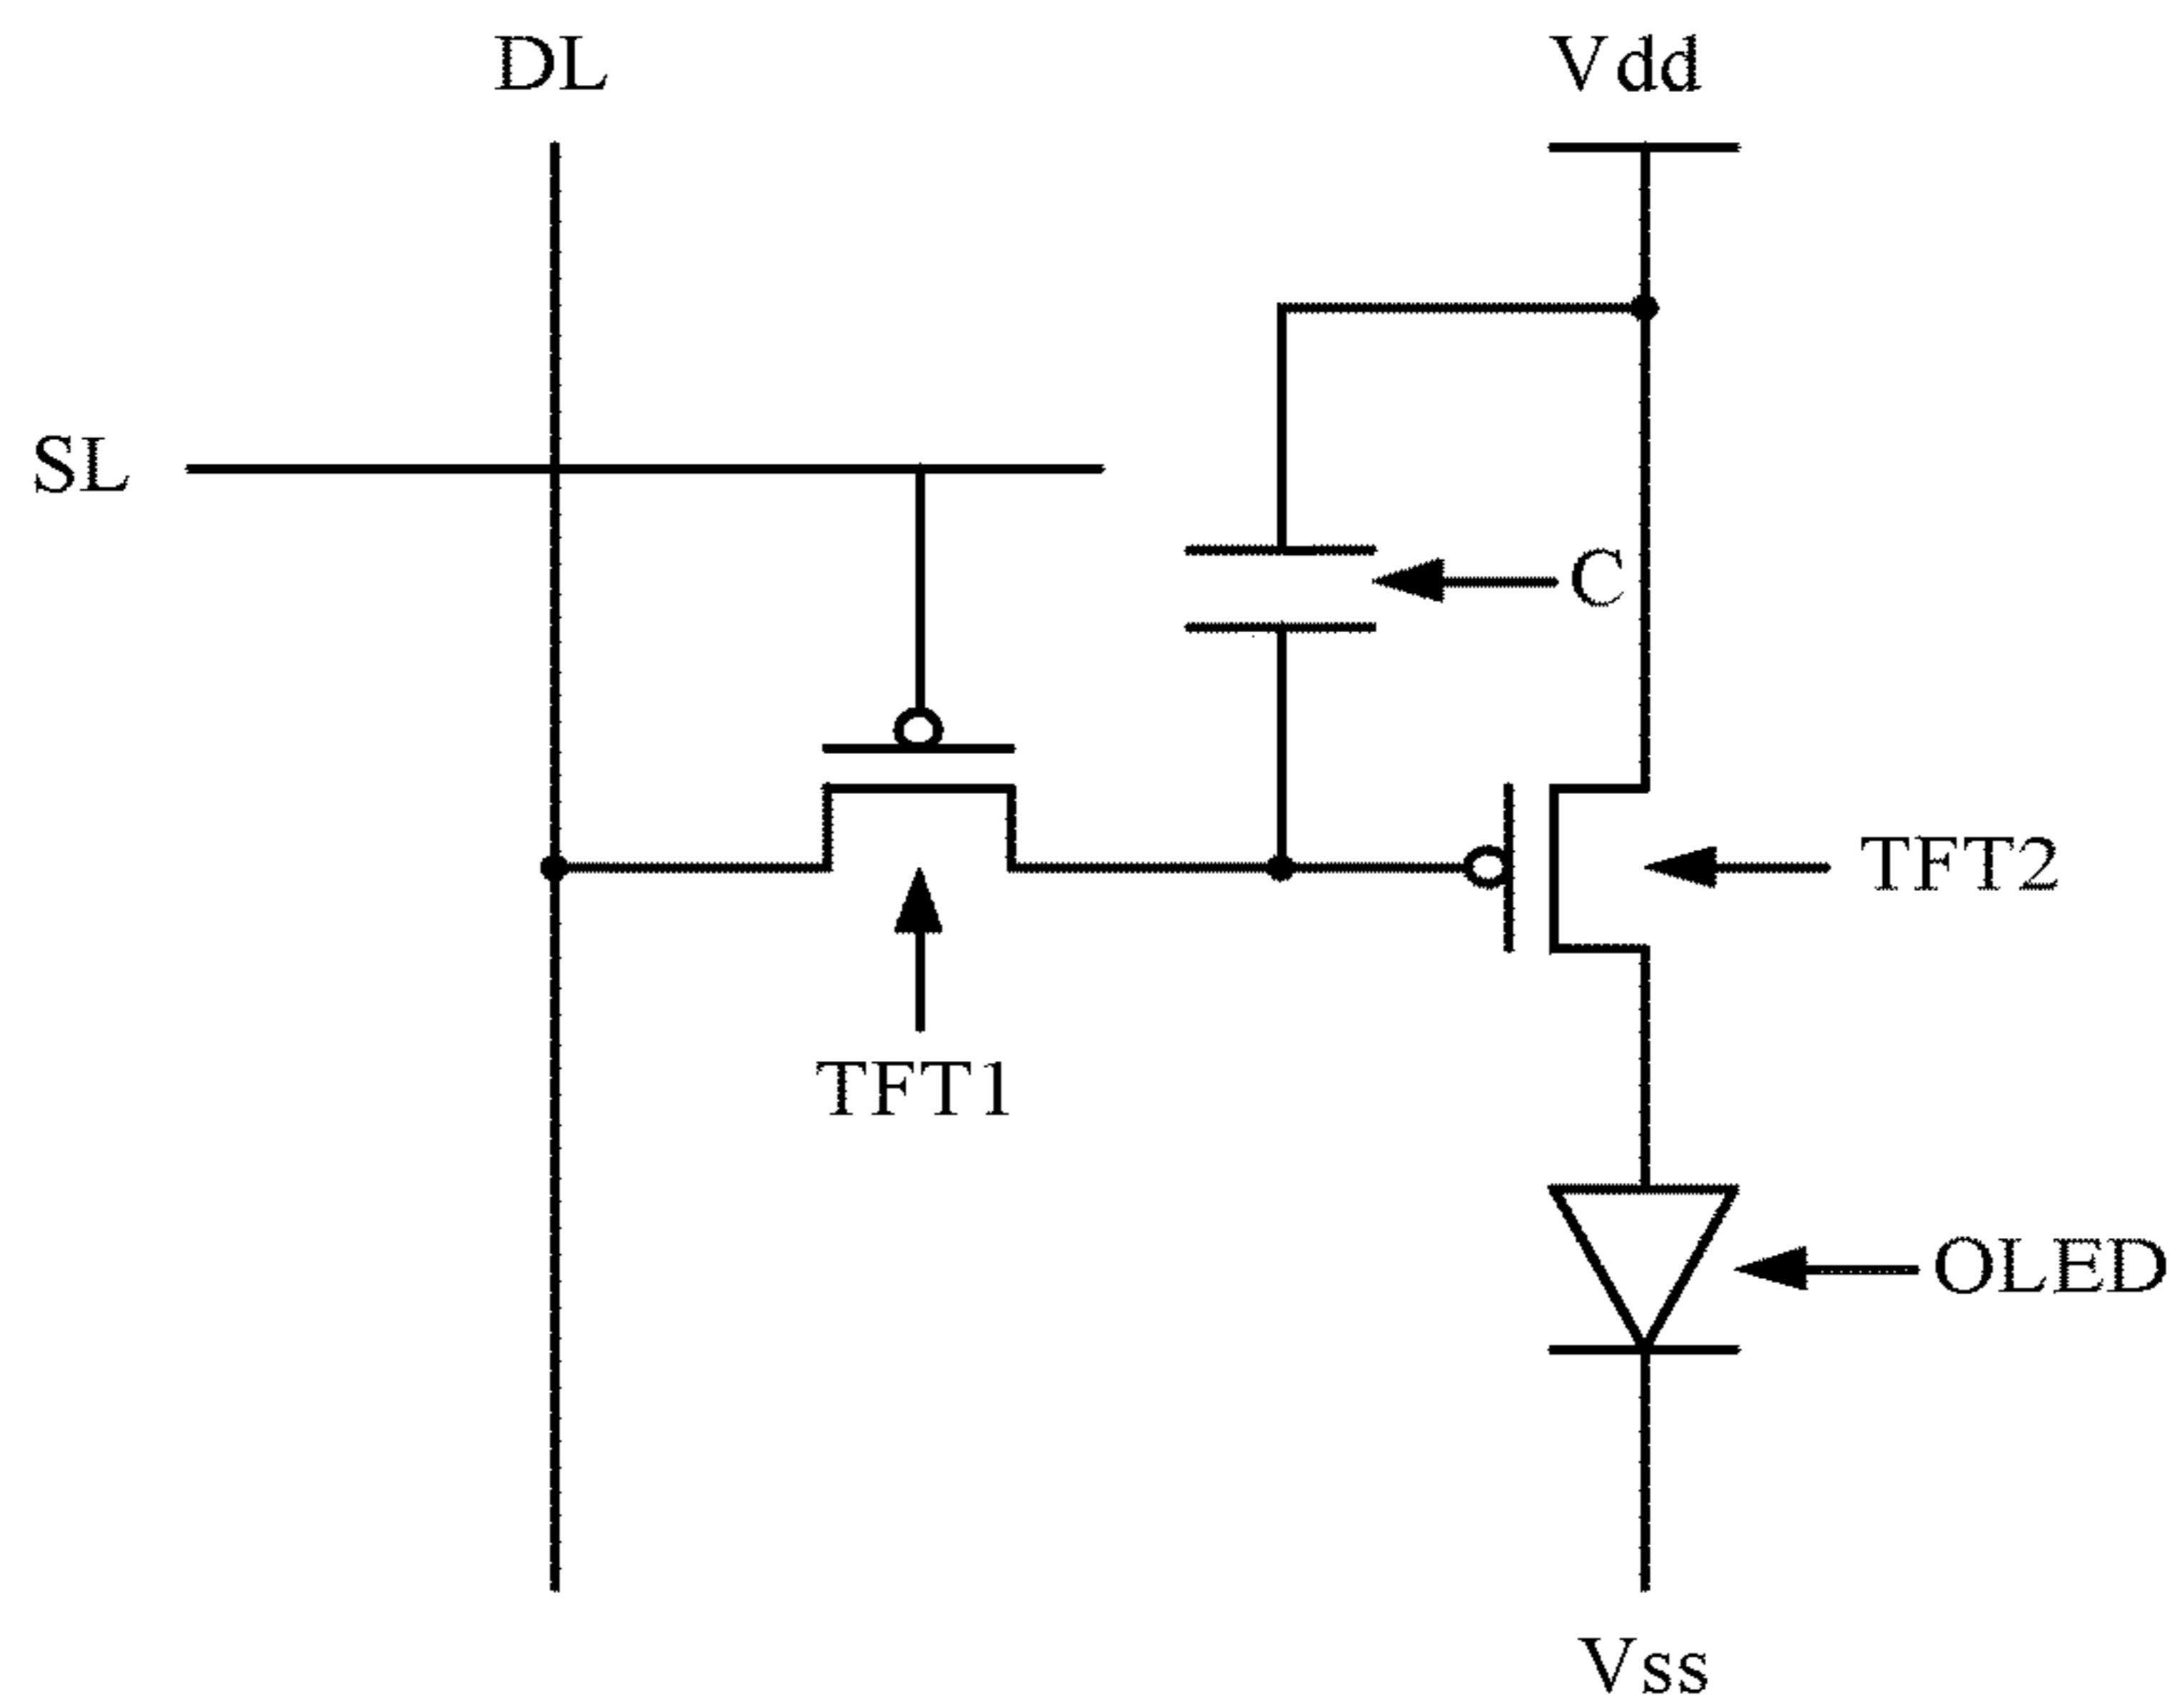 DL
Vdd
SL
C
TFT2
TFT1
OLED
Vss